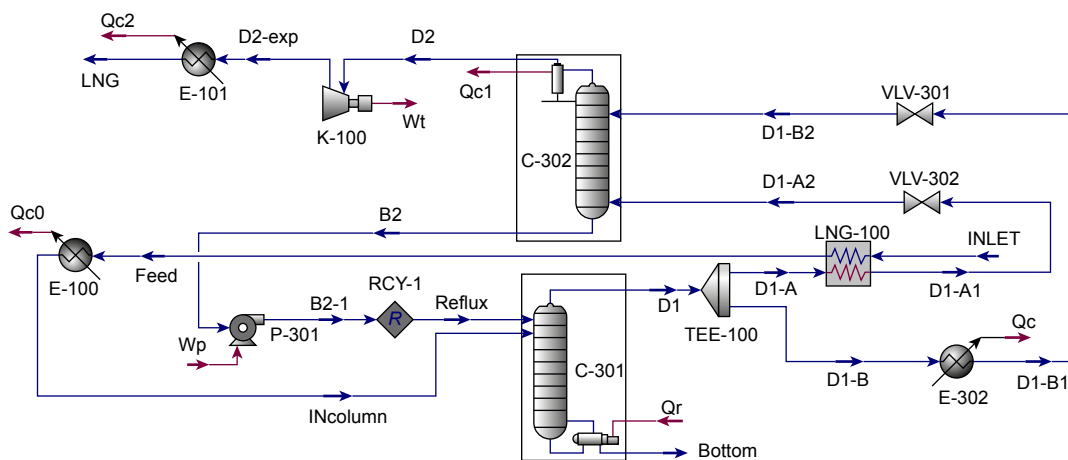 Qc2
D2-exp
D2
LNG
E-101
K-100
Wt
Qc1
C-302
VLV-301
D1-B2
VLV-302
D1-A2
B2
LNG-100
INLET
Qc0
E-100
Feed
D1-A
D1-A1
RCY-1
R
B2-1
Reflux
P-301
Wp
D1
TEE-100
C-301
Qc
D1-B
E-302
D1-B1
INcolumn
Qr
Bottom